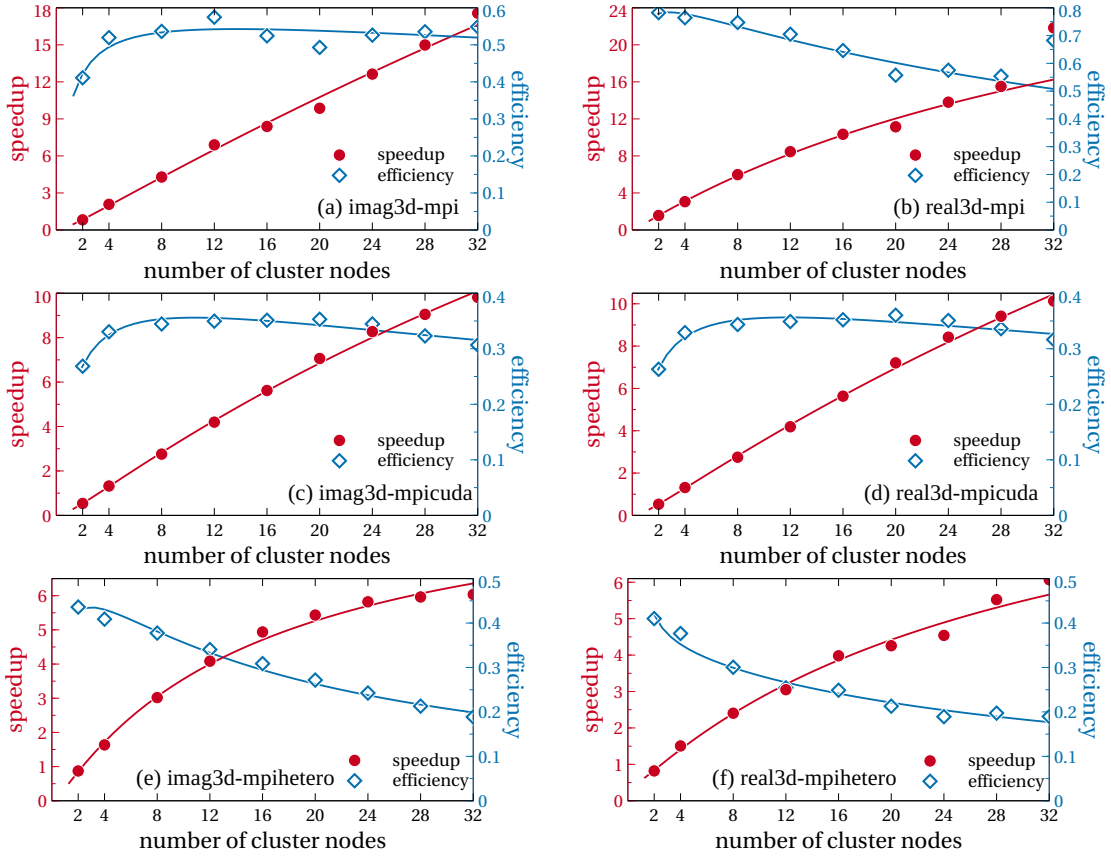 18
15
12
9
6
3
0
speedup
0.6
0.5
0.4
0.3
0.2
0.1
0
efficiency
speedup
efficiency
(a) imag3d-mpi
2 4 8 12 16 20 24 28 32
number of cluster nodes
24
20
16
12
8
4
0
speedup
0.8
0.7
0.6
0.5
0.4
0.3
0.2
0.1
0
efficiency
speedup
efficiency
(b) real3d-mpi
2 4 8 12 16 20 24 28 32
number of cluster nodes
10
8
6
4
2
0
speedup
0.4
0.3
0.2
0.1
0
efficiency
speedup
efficiency
(c) imag3d-mpicuda
2 4 8 12 16 20 24 28 32
number of cluster nodes
10
8
6
4
2
0
speedup
0.4
0.3
0.2
0.1
0
efficiency
speedup
efficiency
(d) real3d-mpicuda
2 4 8 12 16 20 24 28 32
number of cluster nodes
6
5
4
3
2
1
0
speedup
0.5
0.4
0.3
0.2
0.1
0
efficiency
speedup
efficiency
(e) imag3d-mpihetero
2 4 8 12 16 20 24 28 32
number of cluster nodes
6
5
4
3
2
1
0
speedup
0.5
0.4
0.3
0.2
0.1
0
efficiency
speedup
efficiency
(f) real3d-mpihetero
2 4 8 12 16 20 24 28 32
number of cluster nodes